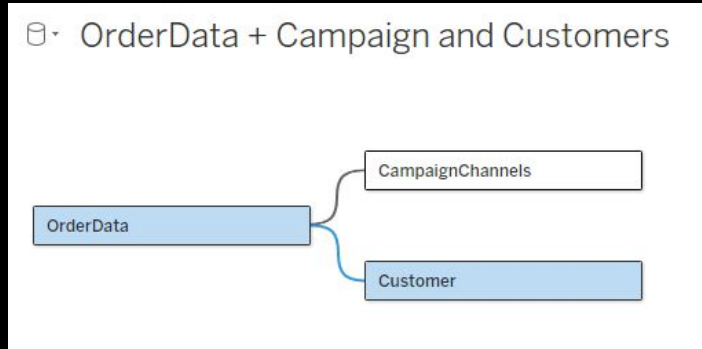 OrderData + Campaign and Customers
CampaignChannels
OrderData
Customer